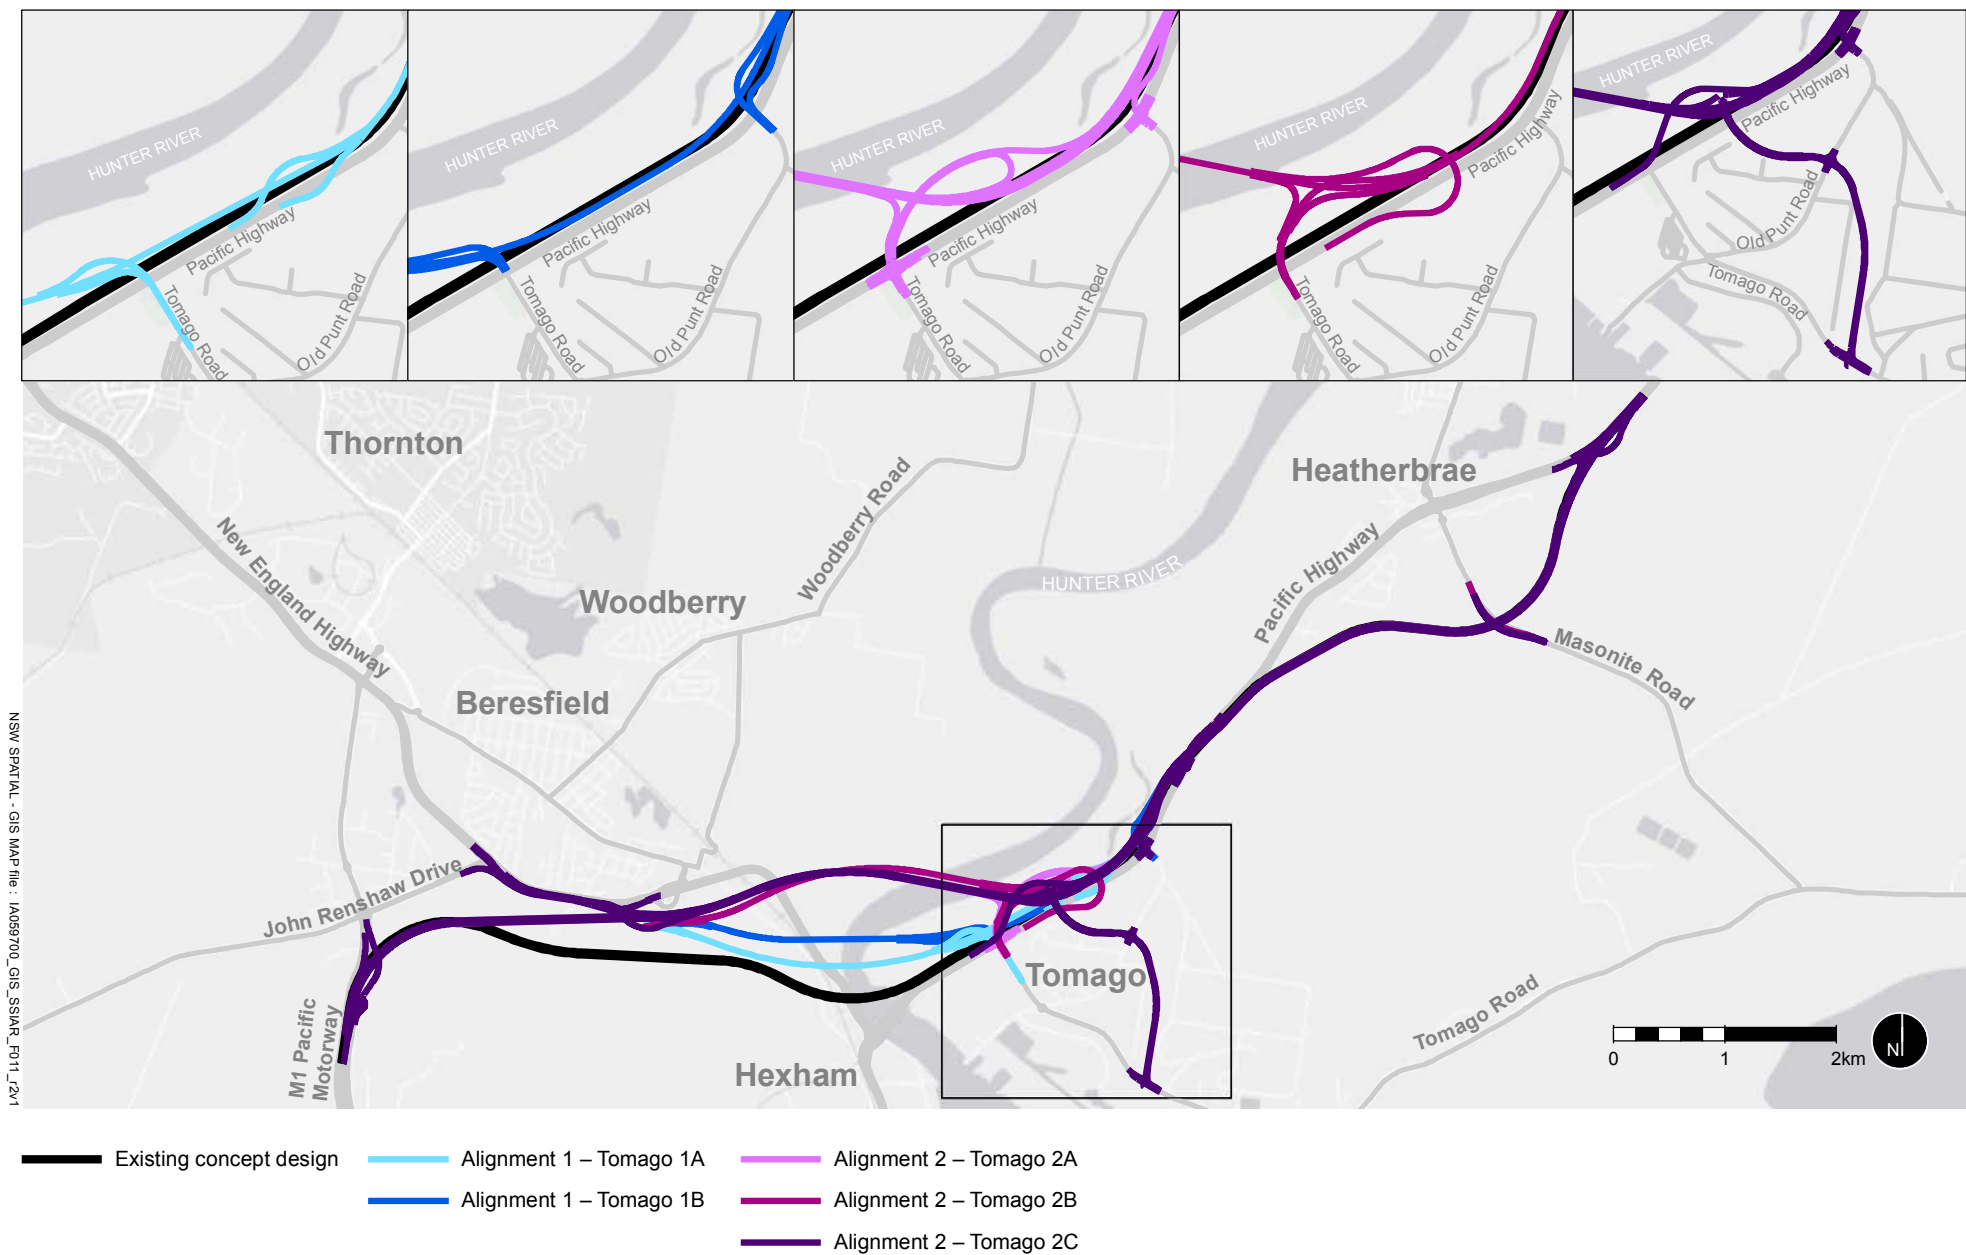 HUNTER RIVER
Pacific Highway
Tomago Road
Old Punt Road
HUNTER RIVER
Pacific Highway
Tomago Road
Old Punt Road
HUNTER RIVER
Pacific Highway
Tomago Road
Old Punt Road
HUNTER RIVER
Pacific Highway
Tomago Road
Old Punt Road
HUNTER RIVER
Pacific Highway
Old Punt Road
Tomago Road
Thornton
Heatherbrae
New England Highway
Woodberry Road
HUNTER RIVER
Pacific Highway
Woodberry
Masonite Road
Beresfield
John Renshaw Drive
Tomago
M1 Pacific
Motorway
Hexham
Tomago Road
0
1
2km
N
NSW SPATIAL - GIS MAP file : IA059700_GIS_SSIAR_F011_r2v1
Existing concept design
Alignment 1 – Tomago 1A
Alignment 2 – Tomago 2A
Alignment 1 – Tomago 1B
Alignment 2 – Tomago 2B
Alignment 2 – Tomago 2C